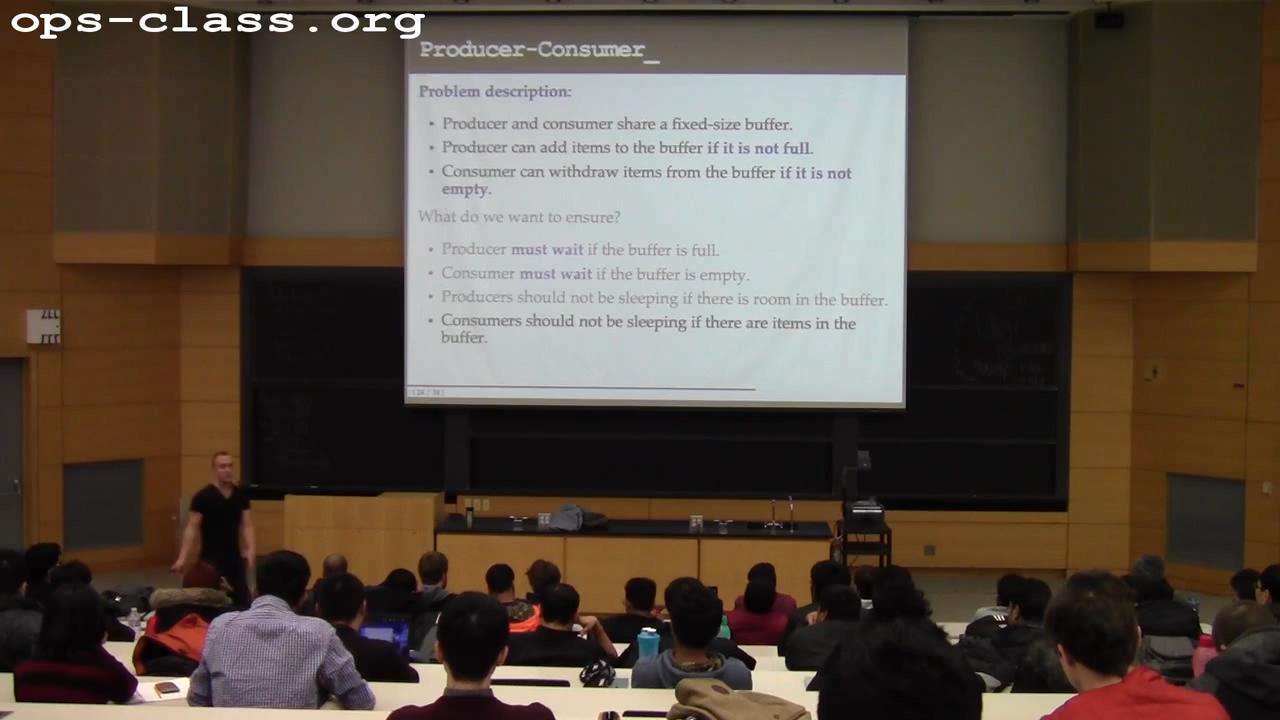 ops-class.org
Producer-Consumer_
Problem description:
• Producer and consumer share a fixed-size buffer.
• Producer can add items to the buffer if it is not full.
• Consumer can withdraw items from the buffer if it is not
empty.
What do we want to ensure?
• Producer must wait if the buffer is full.
• Consumer must wait if the buffer is empty.
• Producers should not be sleeping if there is room in the buffer.
• Consumers should not be sleeping if there are items in the
buffer.